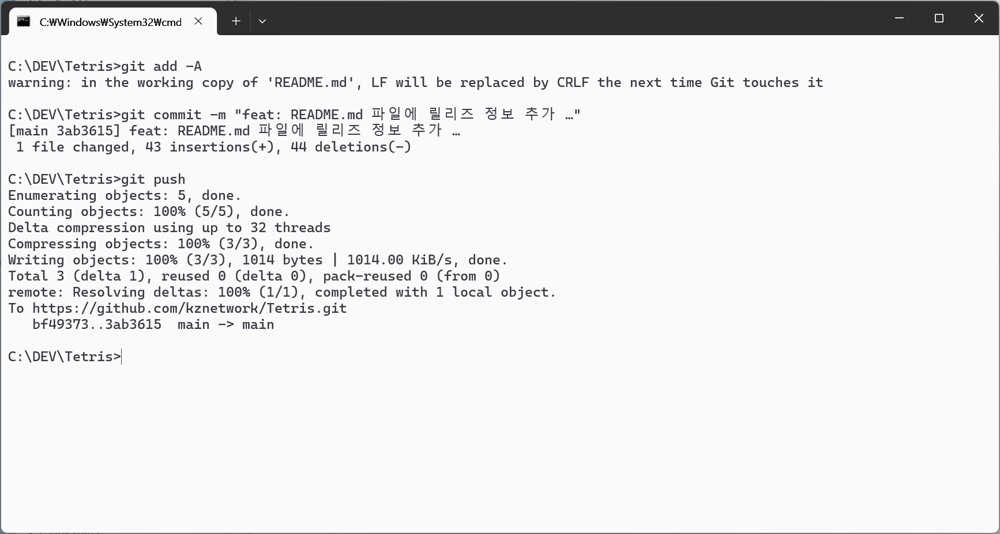 C:₩Windows₩System32₩cmd
C:\DEV\Tetris>git add -A
warning: in the working copy of 'README.md', LF will be replaced by CRLF the next time Git touches it
C:\DEV\Tetris>git commit -m "feat: README.md 파일에 릴리즈 정보 추가 …"
[main 3ab3615] feat: README.md 파일에 릴리즈 정보 추가 …
 1 file changed, 43 insertions(+), 44 deletions(-)
C:\DEV\Tetris>git push
Enumerating objects: 5, done.
Counting objects: 100% (5/5), done.
Delta compression using up to 32 threads
Compressing objects: 100% (3/3), done.
Writing objects: 100% (3/3), 1014 bytes | 1014.00 KiB/s, done.
Total 3 (delta 1), reused 0 (delta 0), pack-reused 0 (from 0)
remote: Resolving deltas: 100% (1/1), completed with 1 local object.
To https://github.com/kznetwork/Tetris.git
   bf49373..3ab3615  main -> main
C:\DEV\Tetris>